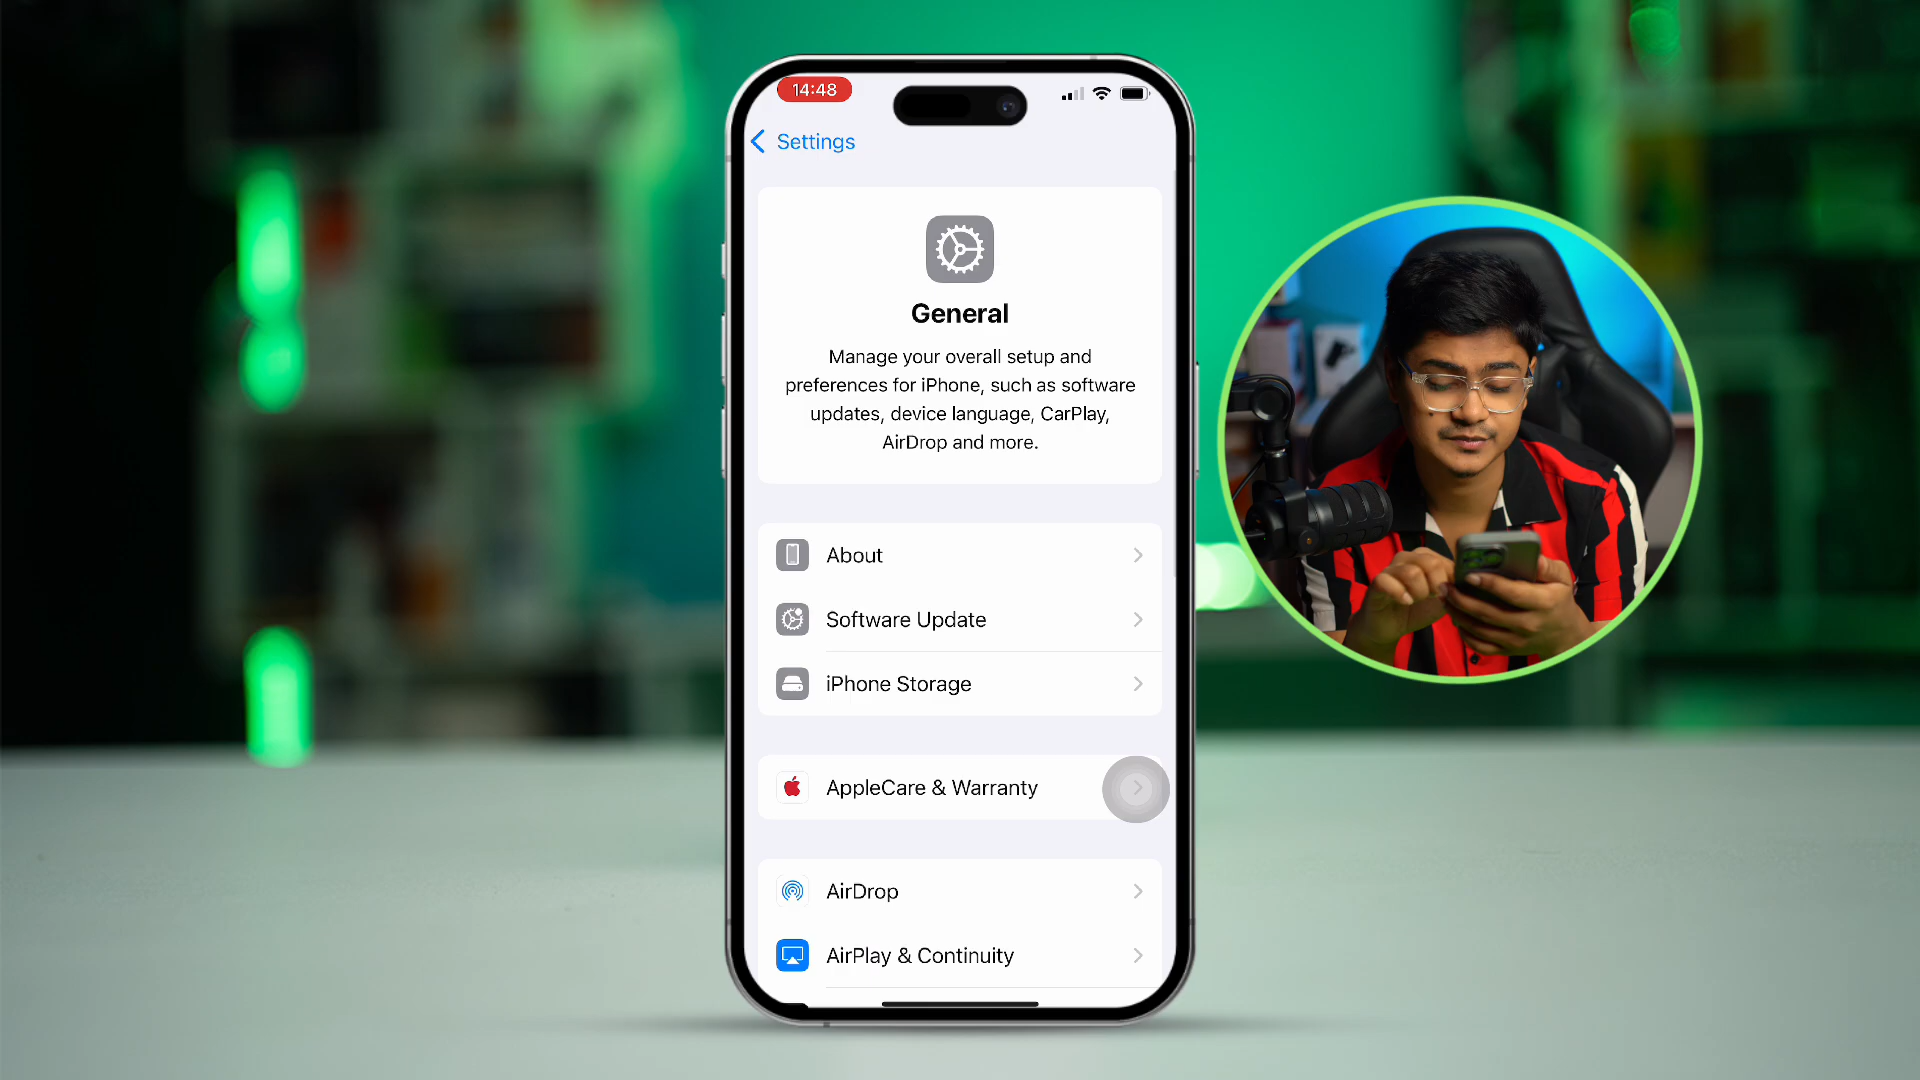 14:48
Settings
General
Manage your overall setup and
preferences for iPhone, such as software
updates, device language, CarPlay,
AirDrop and more.
About
Software Update
iPhone Storage
AppleCare & Warranty
AirDrop
AirPlay & Continuity